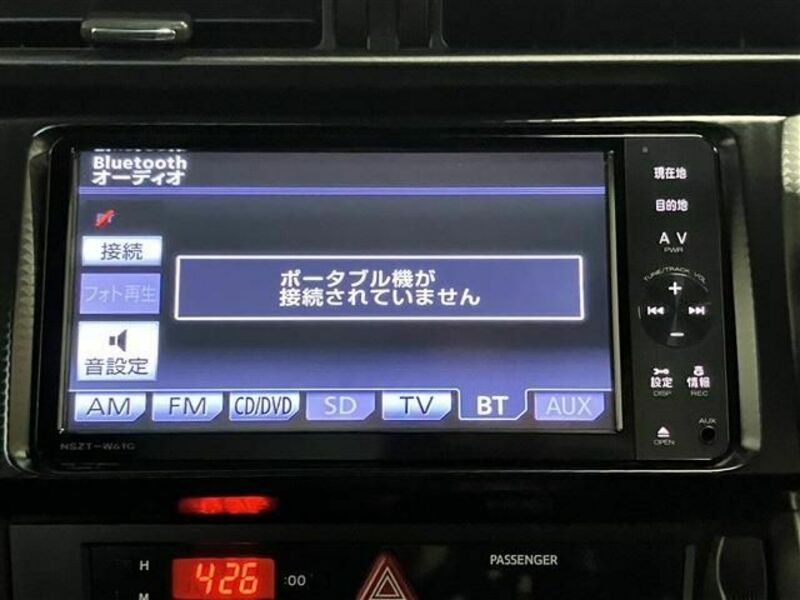 Bluetooth
オーディオ
接続
フォト再生
音設定
ポータブル機が
接続されていません
AM FM CD/DVD SD TV BT AUX
NSZT-W61G
現在地
目的地
AV
PWR
TUNE/TRACK VOL
+
−
設定 情報
DISP REC
AUX
OPEN
H 4:26 :00 PASSENGER
M